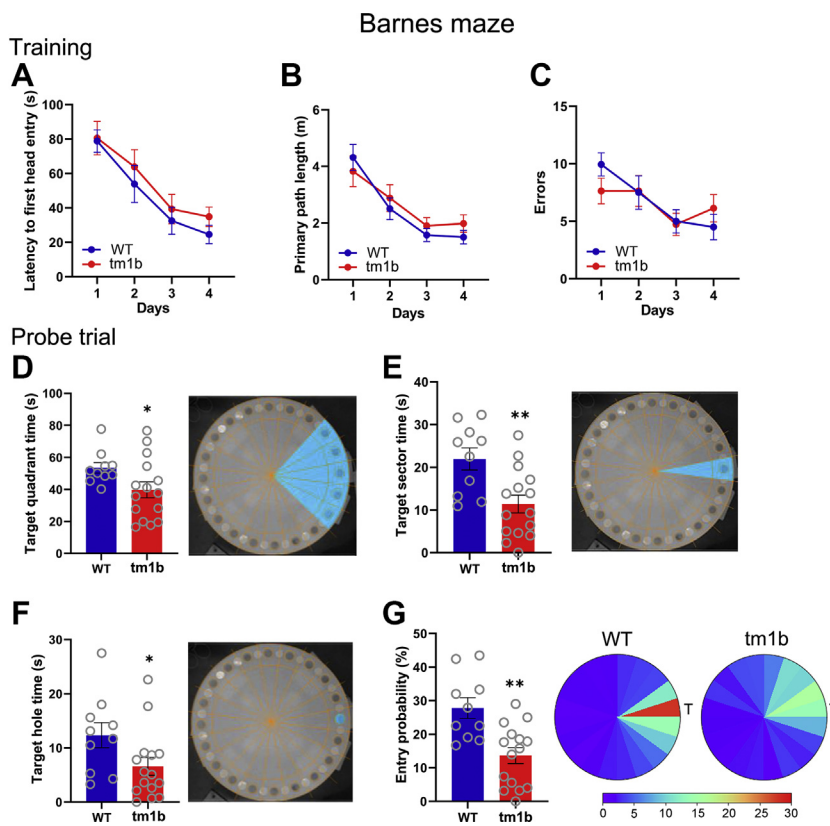 Barnes maze
Training
A
Latency to first head entry (s)
100
80
60
40
20
0
WT
tm1b
1 2 3 4
Days
B
Primary path length (m)
6
4
2
0
WT
tm1b
1 2 3 4
Days
C
Errors
15
10
5
0
WT
tm1b
1 2 3 4
Days
Probe trial
D
Target quadrant time (s)
100
80
60
40
20
0
*
WT tm1b
E
Target sector time (s)
40
30
20
10
0
**
WT tm1b
F
Target hole time (s)
30
20
10
0
*
WT tm1b
G
Entry probability (%)
50
40
30
20
10
0
**
WT tm1b
WT
T
tm1b
0 5 10 15 20 25 30